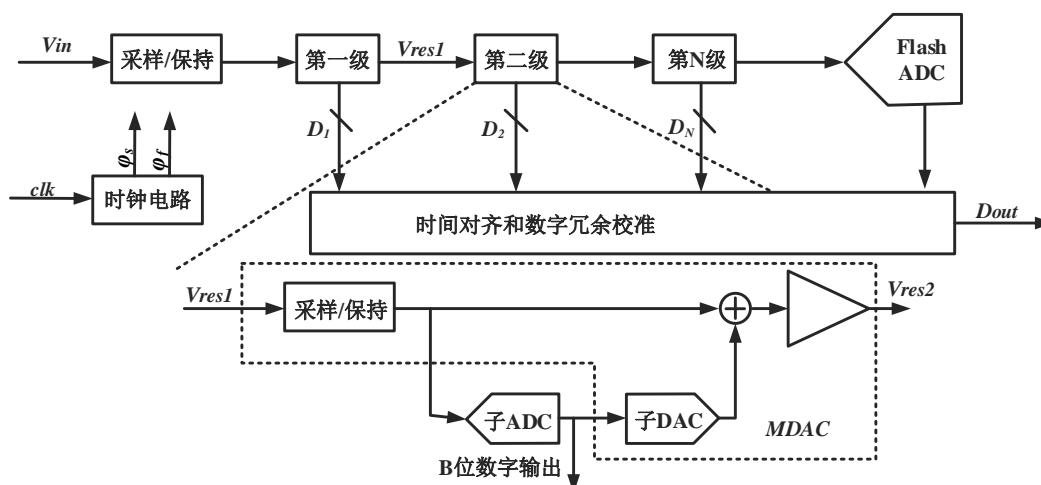 Vin
采样/保持
第一级
Vres1
第二级
第N级
Flash
ADC
D1
D2
DN
φs
φf
clk
时钟电路
时间对齐和数字冗余校准
Dout
Vres1
采样/保持
Vres2
子ADC
子DAC
MDAC
B位数字输出